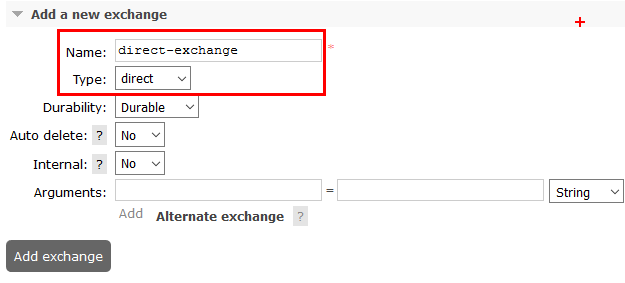 Add a new exchange
Name: direct-exchange *
Type: direct
Durability: Durable
Auto delete: ? No
Internal: ? No
Arguments: = String
Add Alternate exchange ?
Add exchange